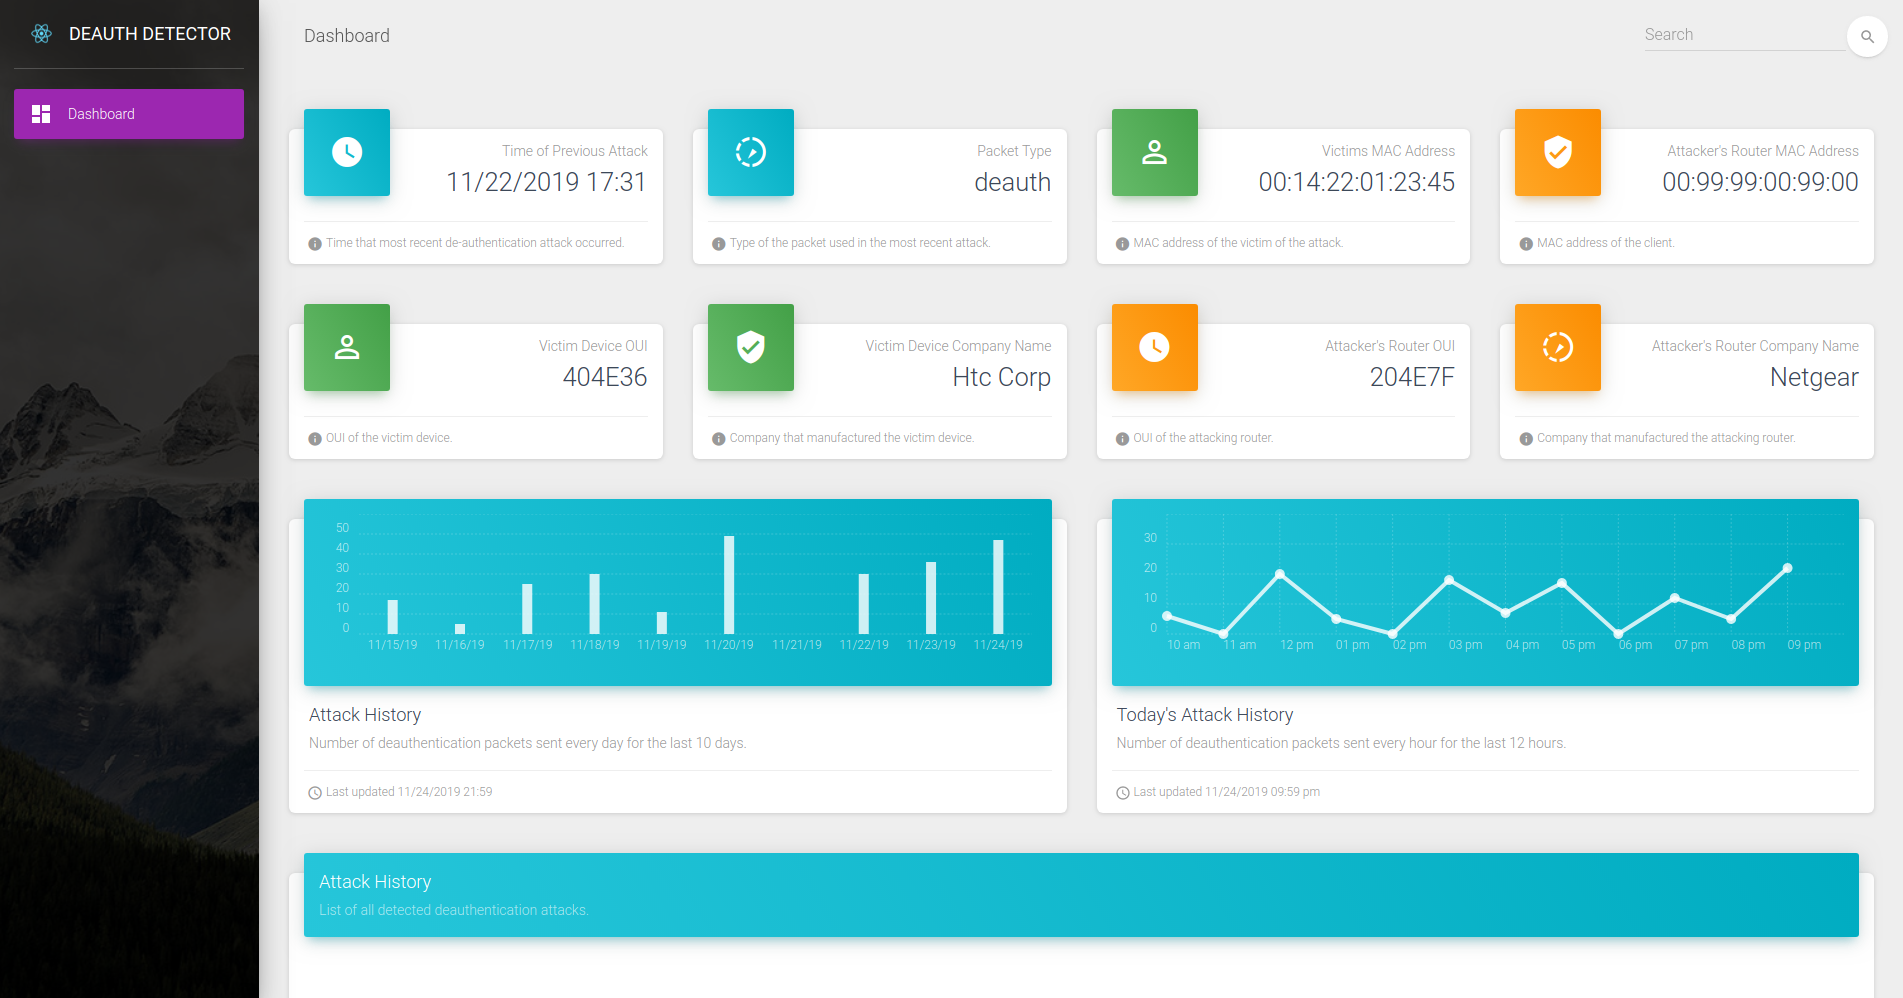 DEAUTH DETECTOR
Dashboard
Dashboard
Search
Time of Previous Attack
11/22/2019 17:31
Time that most recent de-authentication attack occurred.
Packet Type
deauth
Type of the packet used in the most recent attack.
Victims MAC Address
00:14:22:01:23:45
MAC address of the victim of the attack.
Attacker's Router MAC Address
00:99:99:00:99:00
MAC address of the client.
Victim Device OUI
404E36
OUI of the victim device.
Victim Device Company Name
Htc Corp
Company that manufactured the victim device.
Attacker's Router OUI
204E7F
OUI of the attacking router.
Attacker's Router Company Name
Netgear
Company that manufactured the attacking router.
50
40
30
20
10
0
11/15/19 11/16/19 11/17/19 11/18/19 11/19/19 11/20/19 11/21/19 11/22/19 11/23/19 11/24/19
Attack History
Number of deauthentication packets sent every day for the last 10 days.
Last updated 11/24/2019 21:59
30
20
10
0
10 am 11 am 12 pm 01 pm 02 pm 03 pm 04 pm 05 pm 06 pm 07 pm 08 pm 09 pm
Today's Attack History
Number of deauthentication packets sent every hour for the last 12 hours.
Last updated 11/24/2019 09:59 pm
Attack History
List of all detected deauthentication attacks.